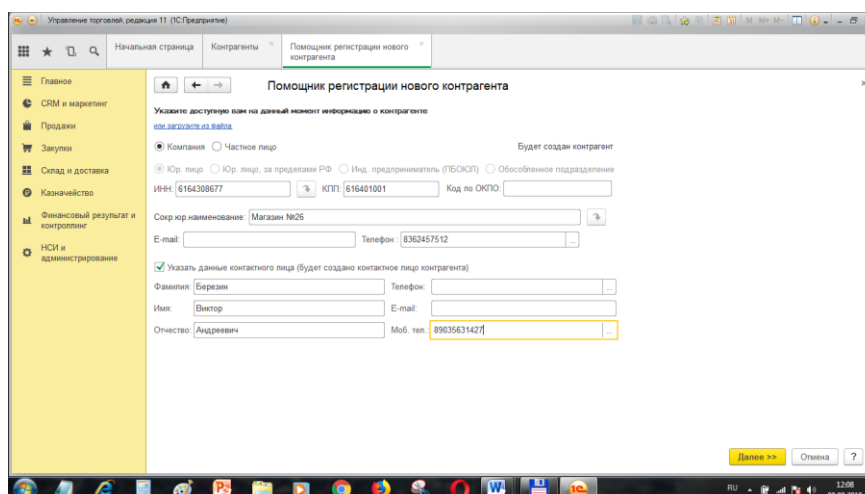 Управление торговлей, редакция 11 (1С:Предприятие)
M M+ M-
Начальная страница
Контрагенты
Помощник регистрации нового
контрагента
Главное
CRM и маркетинг
Продажи
Закупки
Склад и доставка
Казначейство
Финансовый результат и
контроллинг
НСИ и
администрирование
Помощник регистрации нового контрагента
Укажите доступную вам на данный момент информацию о контрагенте
или загрузите из файла
Компания Частное лицо Будет создан контрагент
Юр. лицо Юр. лицо, за пределами РФ Инд. предприниматель (ПБОЮЛ) Обособленное подразделение
ИНН: 6164308677 КПП: 616401001 Код по ОКПО:
Сокр.юр.наименование: Магазин №26
E-mail: Телефон : 8362457512 ...
Указать данные контактного лица (будет создано контактное лицо контрагента)
Фамилия: Березин Телефон: ...
Имя: Виктор E-mail:
Отчество: Андреевич Моб. тел.: 89035631427 ...
Далее >> Отмена ?
RU 12:08